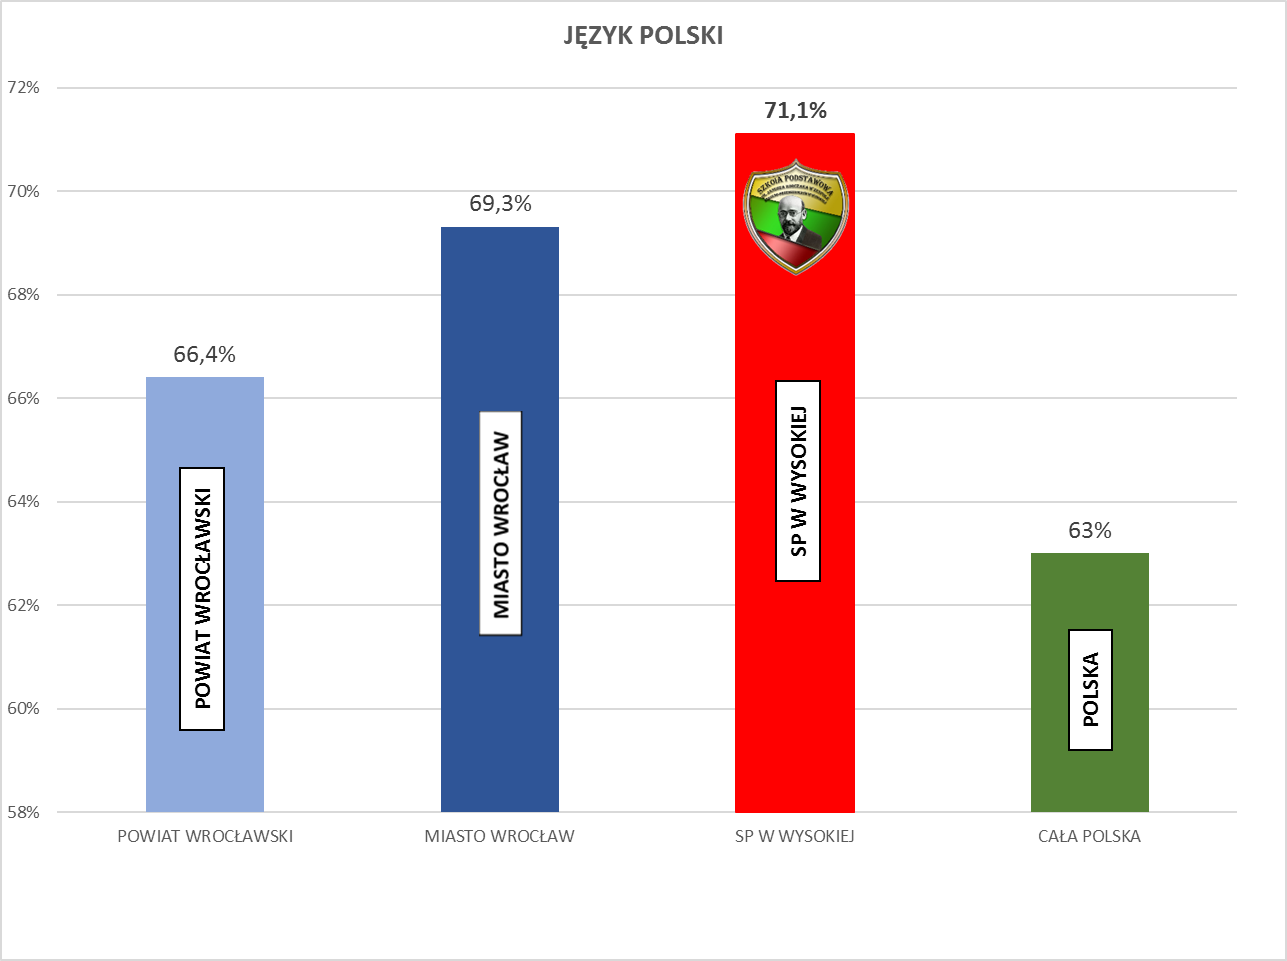 JĘZYK POLSKI
72%
70%
68%
66%
64%
62%
60%
58%
66,4%
69,3%
71,1%
63%
SZKOŁA PODSTAWOWA
POWIAT WROCŁAWSKI
MIASTO WROCŁAW
SP W WYSOKIEJ
POLSKA
POWIAT WROCŁAWSKI
MIASTO WROCŁAW
SP W WYSOKIEJ
CAŁA POLSKA